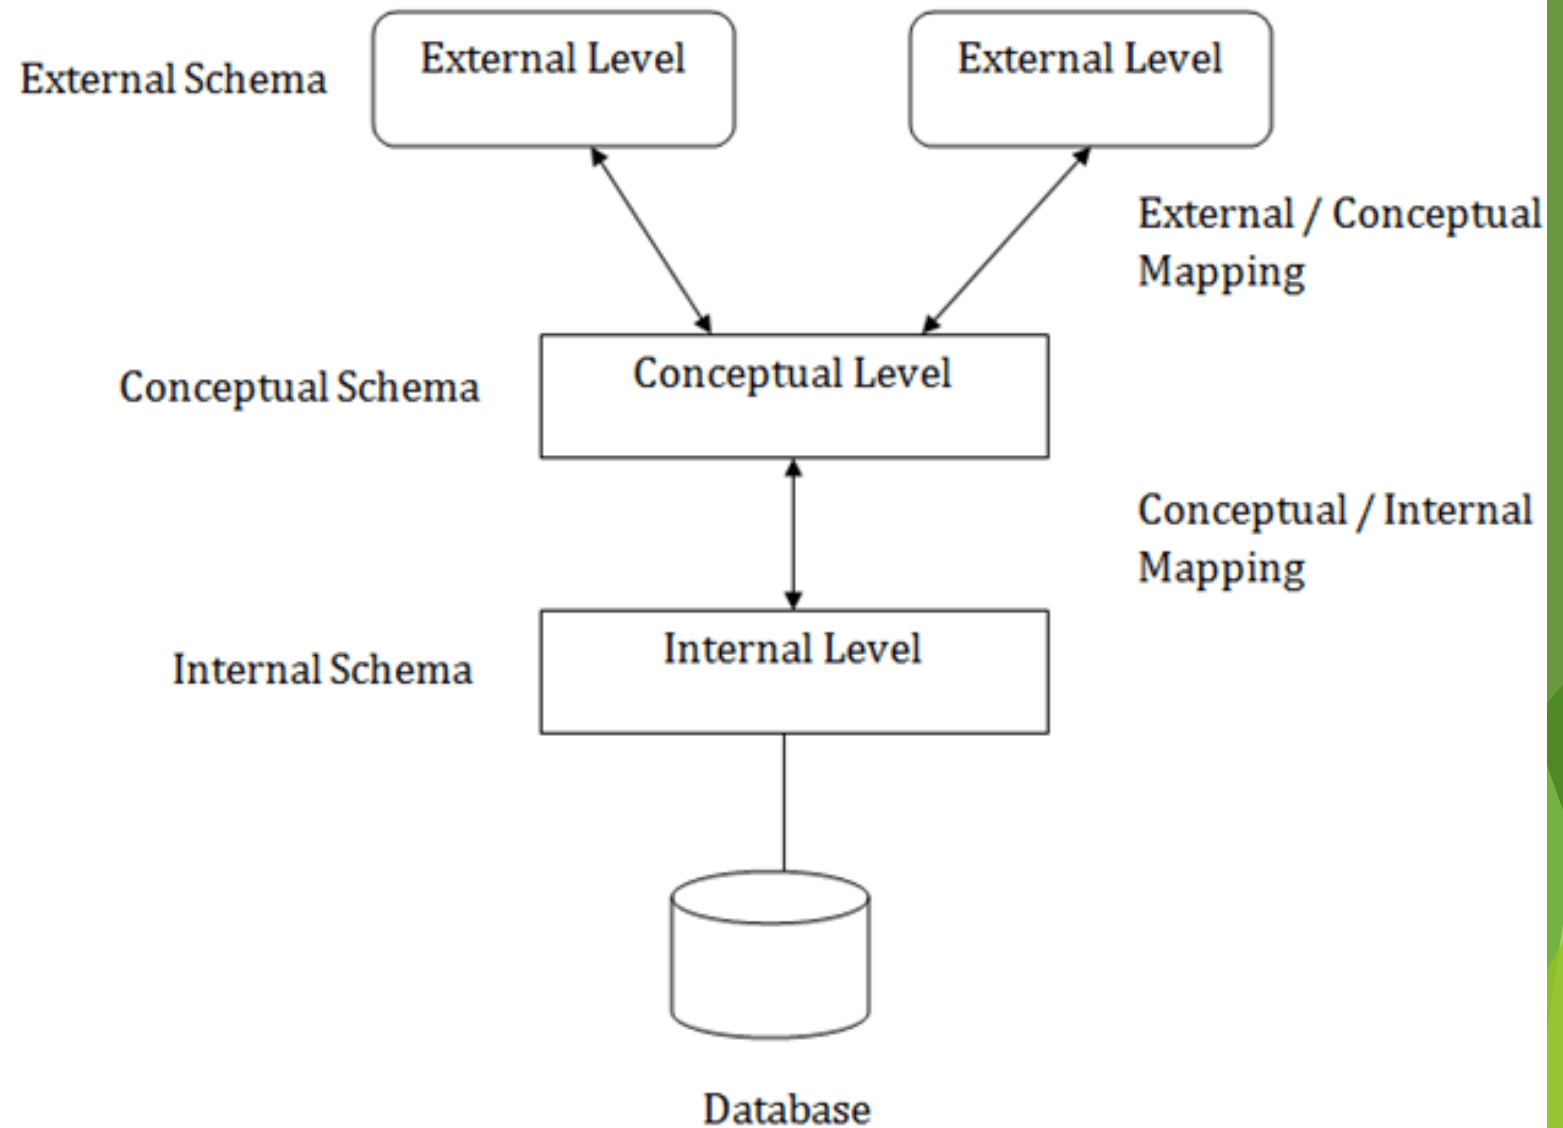 External Schema
External Level
External Level
External / Conceptual
Mapping
Conceptual Schema
Conceptual Level
Conceptual / Internal
Mapping
Internal Schema
Internal Level
Database